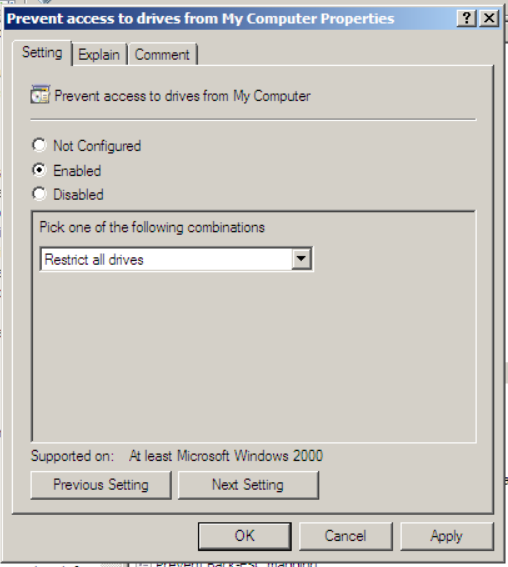 Prevent access to drives from My Computer Properties
Setting
Explain
Comment
Prevent access to drives from My Computer
Not Configured
Enabled
Disabled
Pick one of the following combinations
Restrict all drives
Supported on: At least Microsoft Windows 2000
Previous Setting
Next Setting
OK
Cancel
Apply